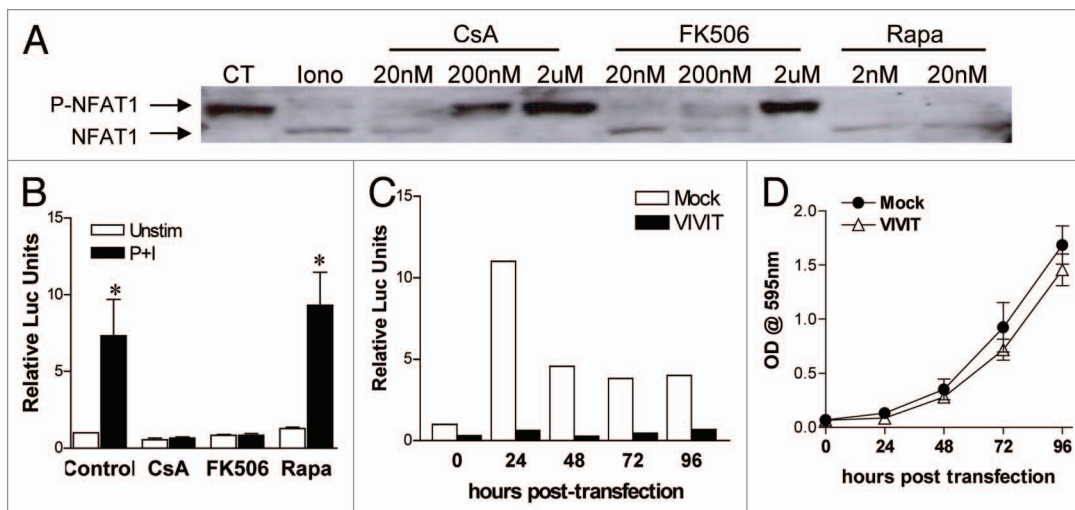 A
CsA FK506 Rapa
CT Iono 20nM 200nM 2uM 20nM 200nM 2uM 2nM 20nM
P-NFAT1
NFAT1
B
Unstim
P+I
Relative Luc Units
15
10
5
0
*
*
Control CsA FK506 Rapa
C
Mock
VIVIT
Relative Luc Units
15
10
5
0
0 24 48 72 96
hours post-transfection
D
Mock
VIVIT
OD @ 595nm
2.0
1.5
1.0
0.5
0.0
0 24 48 72 96
hours post transfection